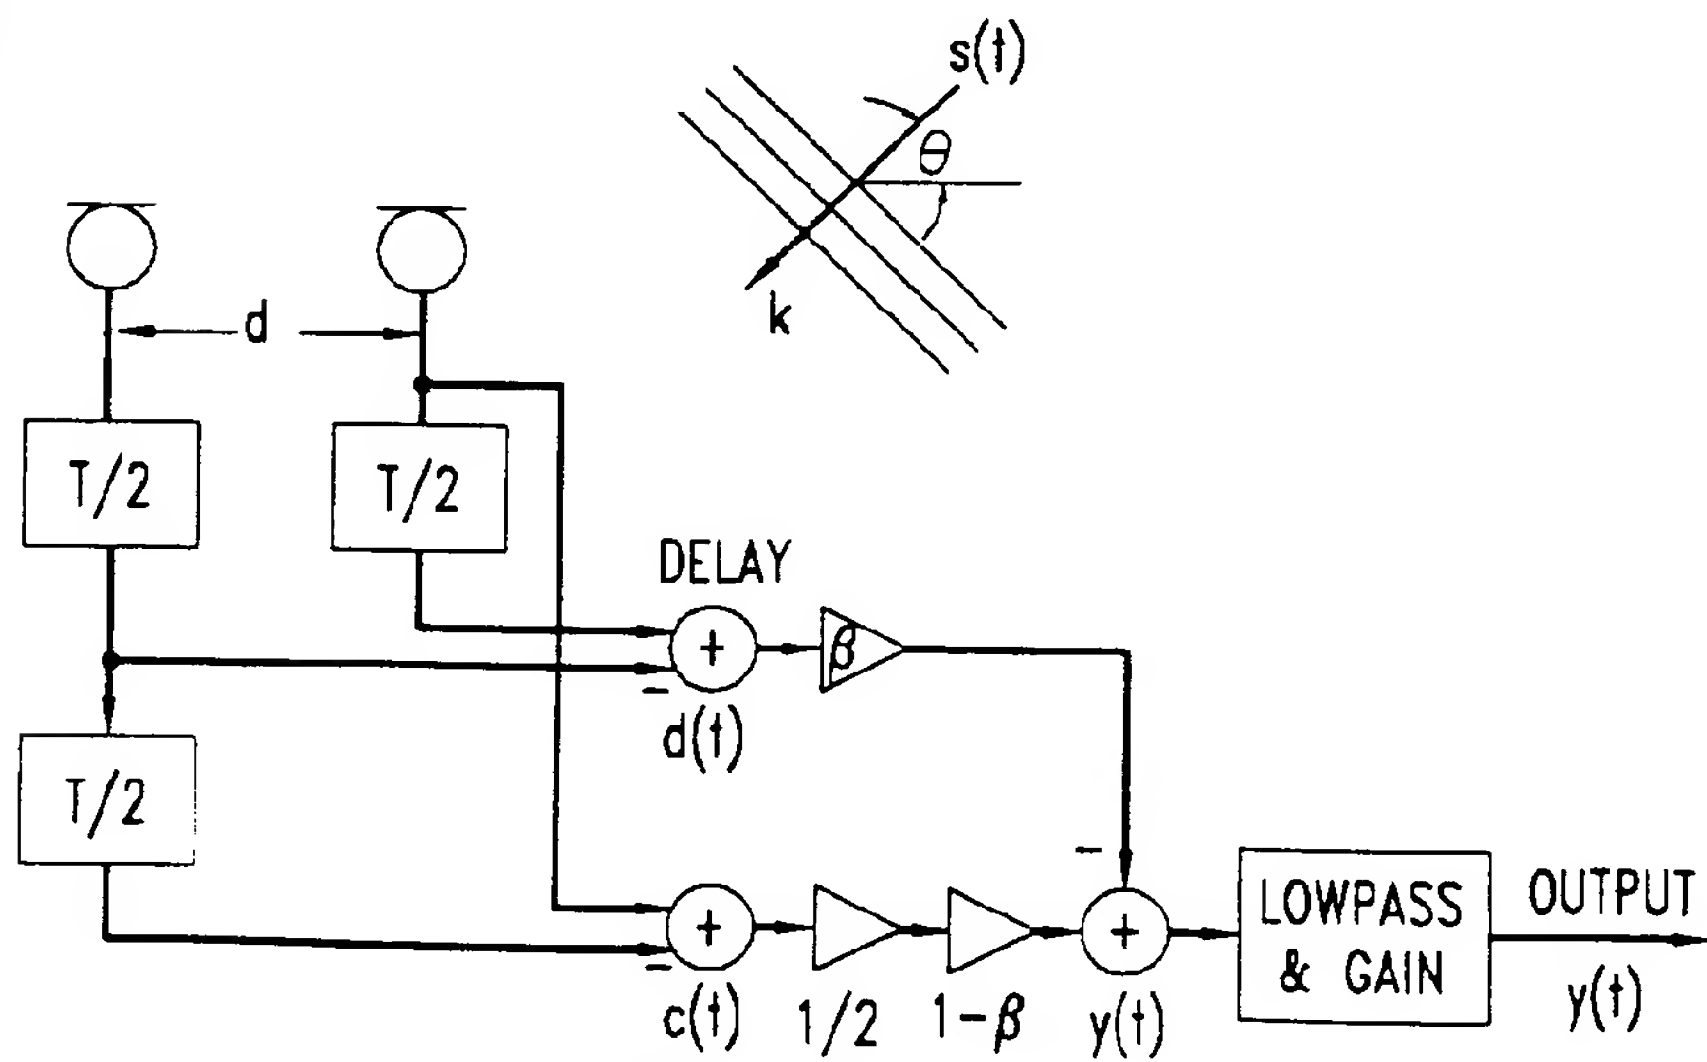 s(t)
θ
k
d
T/2
T/2
DELAY
+
β
-
d(t)
T/2
-
+
+
-
c(t)
1/2
1-β
y(t)
LOWPASS
& GAIN
OUTPUT
y(t)